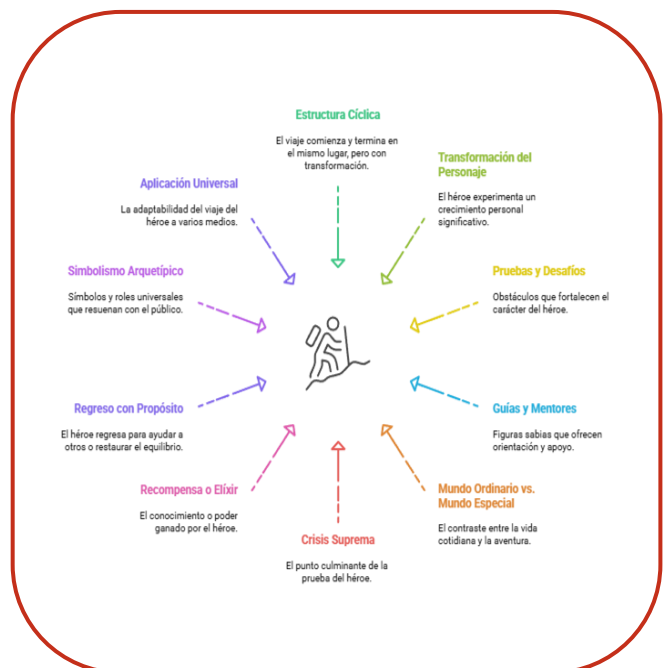 Estructura Cíclica
El viaje comienza y termina en
el mismo lugar, pero con
transformación.
Transformación del
Personaje
El héroe experimenta un
crecimiento personal
significativo.
Aplicación Universal
La adaptabilidad del viaje del
héroe a varios medios.
Simbolismo Arquetípico
Símbolos y roles universales
que resuenan con el público.
Pruebas y Desafíos
Obstáculos que fortalecen el
carácter del héroe.
Regreso con Propósito
El héroe regresa para ayudar a
otros o restaurar el equilibrio.
Guías y Mentores
Figuras sabias que ofrecen
orientación y apoyo.
Recompensa o Elíxir
El conocimiento o poder
ganado por el héroe.
Mundo Ordinario vs.
Mundo Especial
El contraste entre la vida
cotidiana y la aventura.
Crisis Suprema
El punto culminante de la
prueba del héroe.